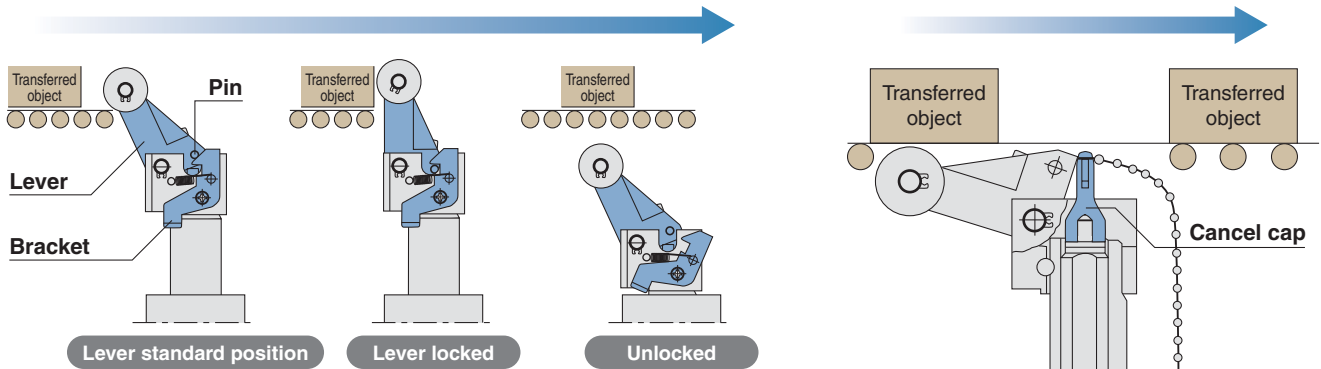 Transferred
object
Transferred
object
Transferred
object
Pin
Lever
Bracket
Lever standard position
Lever locked
Unlocked
Transferred
object
Transferred
object
Cancel cap